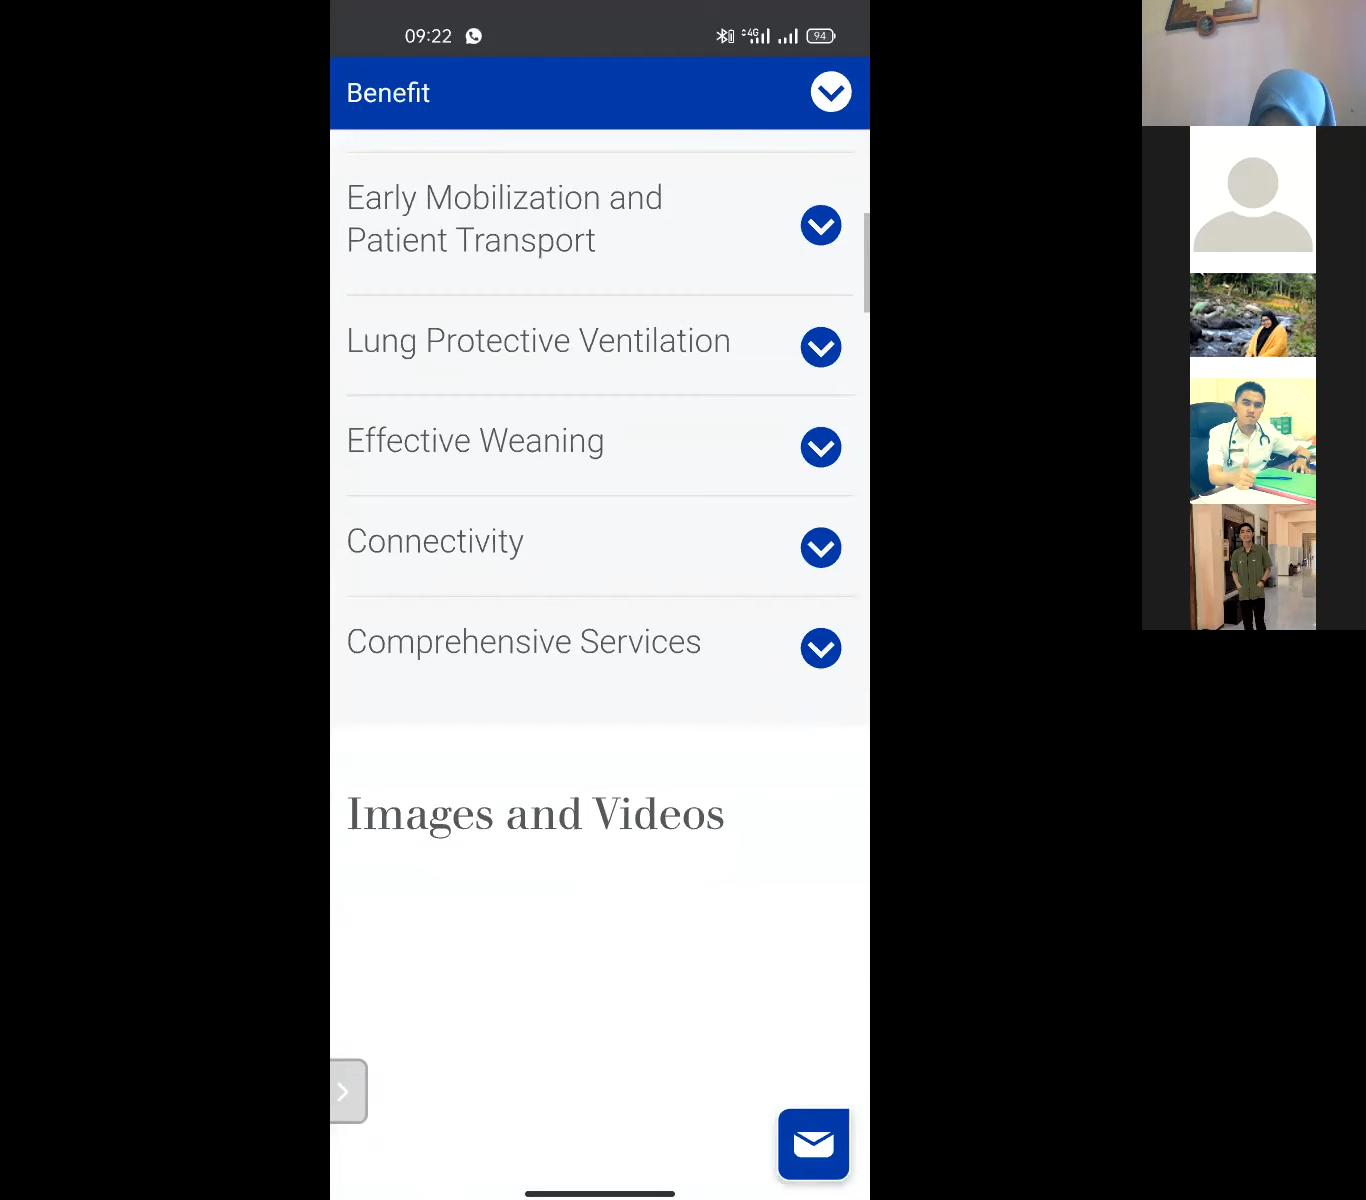 09:22
4G
94
Benefit
Early Mobilization and
Patient Transport
Lung Protective Ventilation
Effective Weaning
Connectivity
Comprehensive Services
Images and Videos